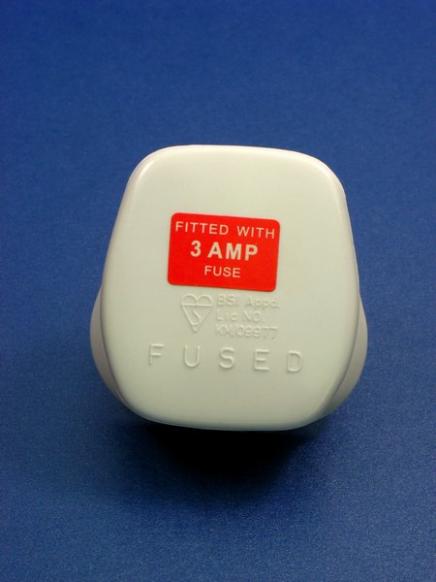 FITTED WITH
3 AMP
FUSE
BSI Appd.
Lic NO.
KM09977
FUSED